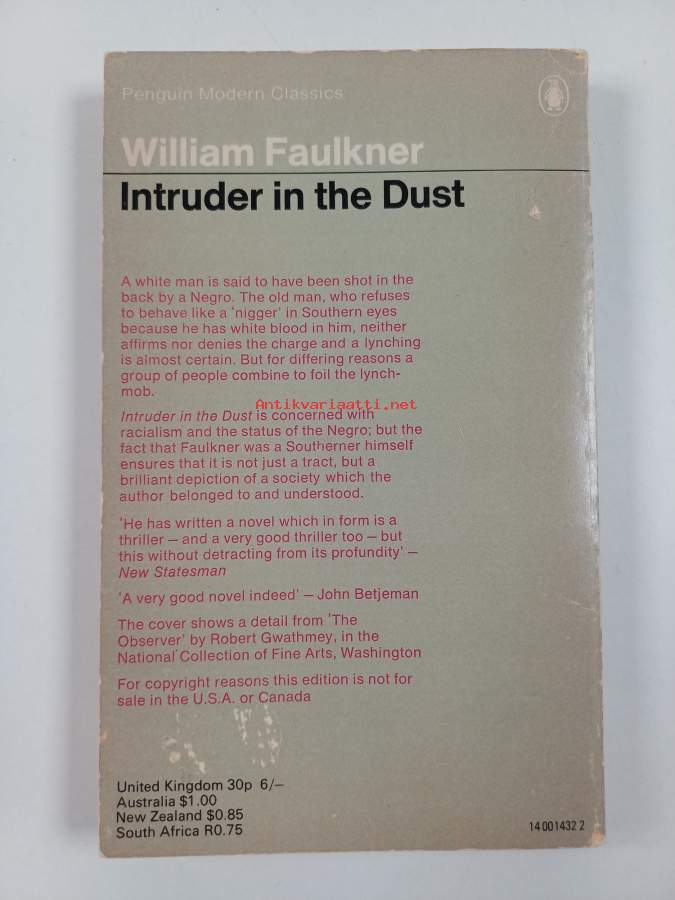 Penguin Modern Classics
William Faulkner
Intruder in the Dust
A white man is said to have been shot in the
back by a Negro. The old man, who refuses
to behave like a 'nigger' in Southern eyes
because he has white blood in him, neither
affirms nor denies the charge and a lynching
is almost certain. But for differing reasons a
group of people combine to foil the lynch-
mob.
Antikvariaatti.net
Intruder in the Dust is concerned with
racialism and the status of the Negro; but the
fact that Faulkner was a Southerner himself
ensures that it is not just a tract, but a
brilliant depiction of a society which the
author belonged to and understood.
'He has written a novel which in form is a
thriller – and a very good thriller too – but
this without detracting from its profundity' –
New Statesman
'A very good novel indeed' – John Betjeman
The cover shows a detail from 'The
Observer' by Robert Gwathmey, in the
National Collection of Fine Arts, Washington
For copyright reasons this edition is not for
sale in the U.S.A. or Canada
United Kingdom 30p 6/–
Australia $1.00
New Zealand $0.85
South Africa R0.75
14 001432 2